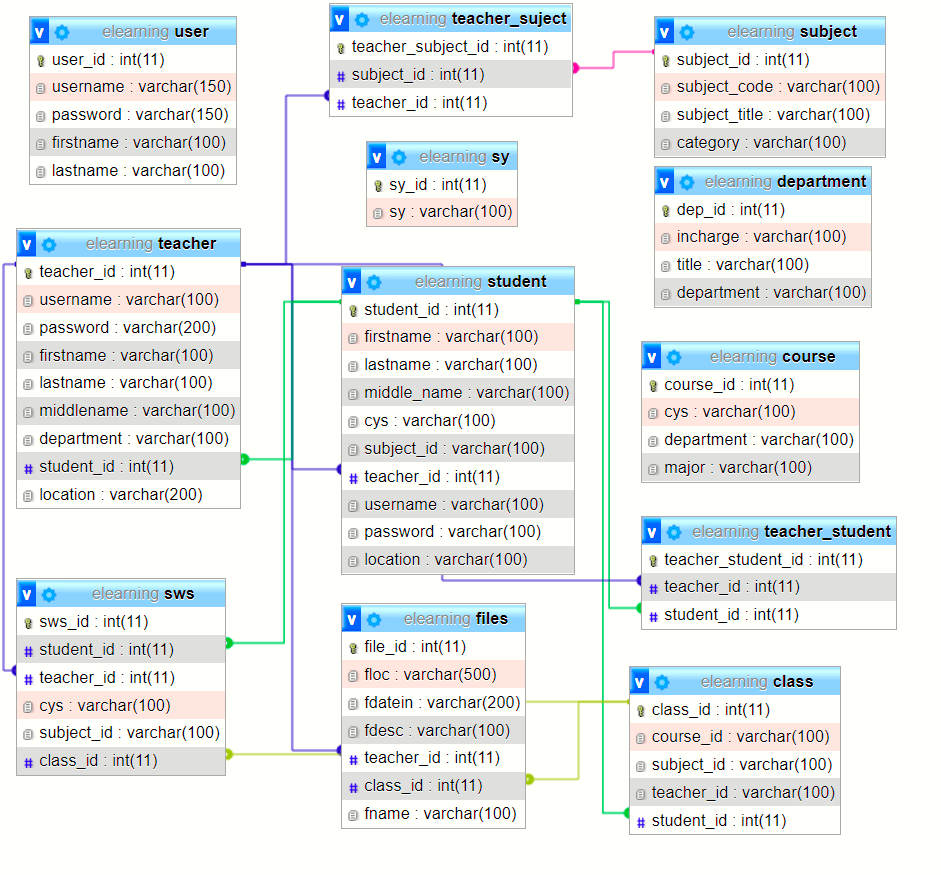 elearning user
user_id : int(11)
username : varchar(150)
password : varchar(150)
firstname : varchar(100)
lastname : varchar(100)
elearning teacher_suject
teacher_subject_id : int(11)
# subject_id : int(11)
# teacher_id : int(11)
elearning subject
subject_id : int(11)
subject_code : varchar(100)
subject_title : varchar(100)
category : varchar(100)
elearning sy
sy_id : int(11)
sy : varchar(100)
elearning department
dep_id : int(11)
incharge : varchar(100)
title : varchar(100)
department : varchar(100)
elearning teacher
teacher_id : int(11)
username : varchar(100)
password : varchar(200)
firstname : varchar(100)
lastname : varchar(100)
middlename : varchar(100)
department : varchar(100)
# student_id : int(11)
location : varchar(200)
elearning student
student_id : int(11)
firstname : varchar(100)
lastname : varchar(100)
middle_name : varchar(100)
cys : varchar(100)
subject_id : varchar(100)
# teacher_id : int(11)
username : varchar(100)
password : varchar(100)
location : varchar(100)
elearning course
course_id : int(11)
cys : varchar(100)
department : varchar(100)
major : varchar(100)
elearning teacher_student
teacher_student_id : int(11)
# teacher_id : int(11)
# student_id : int(11)
elearning sws
sws_id : int(11)
# student_id : int(11)
# teacher_id : int(11)
cys : varchar(100)
subject_id : varchar(100)
# class_id : int(11)
elearning files
file_id : int(11)
floc : varchar(500)
fdatein : varchar(200)
fdesc : varchar(100)
# teacher_id : int(11)
# class_id : int(11)
fname : varchar(100)
elearning class
class_id : int(11)
course_id : varchar(100)
subject_id : varchar(100)
teacher_id : varchar(100)
# student_id : int(11)